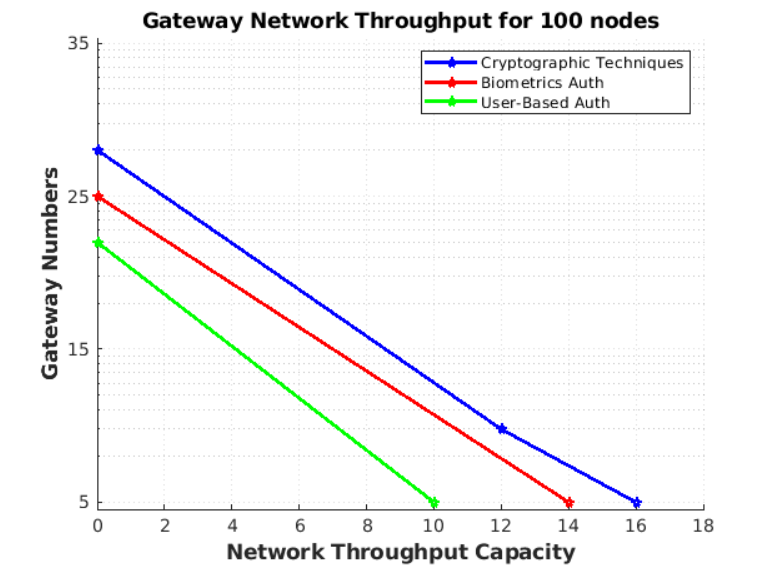 Gateway Network Throughput for 100 nodes
Cryptographic Techniques
Biometrics Auth
User-Based Auth
Gateway Numbers
35
25
15
5
0 2 4 6 8 10 12 14 16 18
Network Throughput Capacity